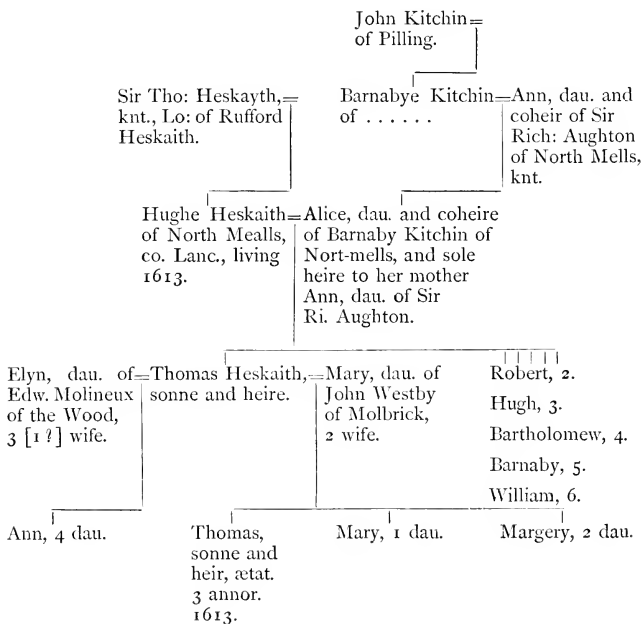 John Kitchin=
of Pilling.
Sir Tho: Heskayth,=
knt., Lo: of Rufford
Heskaith.
Barnabye Kitchin=Ann, dau. and
of . . . . . .
coheir of Sir
Rich: Aughton
of North Mells,
knt.
Hughe Heskaith=Alice, dau. and coheire
of North Mealls,
co. Lanc., living
1613.
of Barnaby Kitchin of
Nort-mells, and sole
heire to her mother
Ann, dau. of Sir
Ri. Aughton.
Elyn, dau. of=Thomas Heskaith,=Mary, dau. of
Edw. Molineux
of the Wood,
3 [1 ?] wife.
sonne and heire.
John Westby
of Molbrick,
2 wife.
Robert, 2.
Hugh, 3.
Bartholomew, 4.
Barnaby, 5.
William, 6.
Ann, 4 dau.
Thomas,
sonne and
heir, ætat.
3 annor.
1613.
Mary, 1 dau.
Margery, 2 dau.